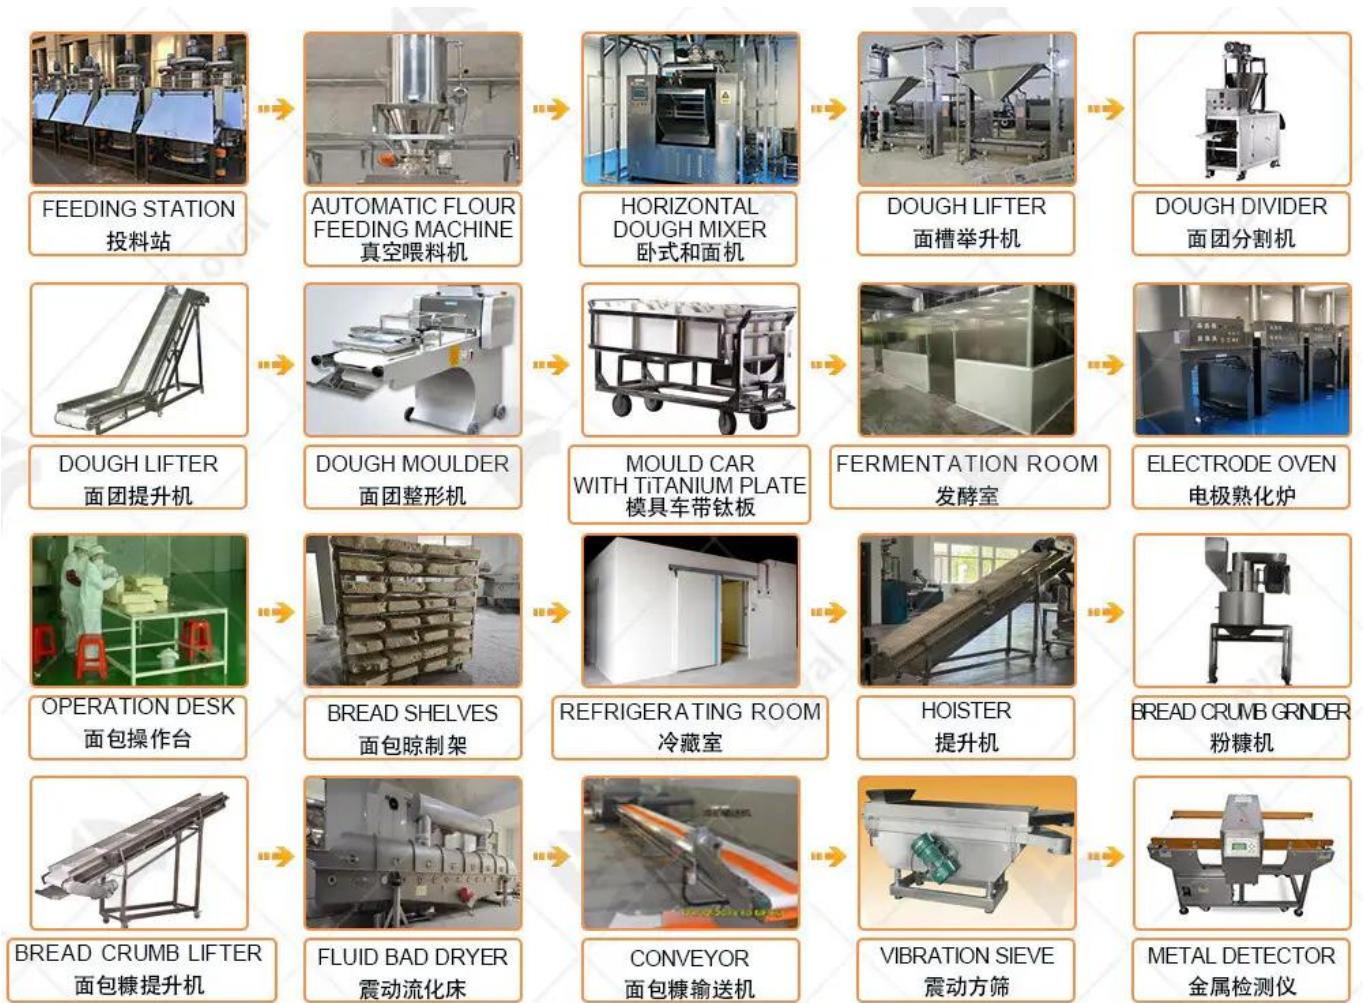 FEEDING STATION
投料站
AUTOMATIC FLOUR
FEEDING MACHINE
真空喂料机
HORIZONTAL
DOUGH MIXER
卧式和面机
DOUGH LIFTER
面槽举升机
DOUGH DIVIDER
面团分割机
DOUGH LIFTER
面团提升机
DOUGH MOULDER
面团整形机
MOULD CAR
WITH TiTANIUM PLATE
模具车带钛板
FERMENTATION ROOM
发酵室
ELECTRODE OVEN
电极熟化炉
OPERATION DESK
面包操作台
BREAD SHELVES
面包晾制架
REFRIGERATING ROOM
冷藏室
HOISTER
提升机
BREAD CRUMB GRINDER
粉糠机
BREAD CRUMB LIFTER
面包糠提升机
FLUID BAD DRYER
震动流化床
CONVEYOR
面包糠输送机
VIBRATION SIEVE
震动方筛
METAL DETECTOR
金属检测仪
Loyal
Loyal
Loyal